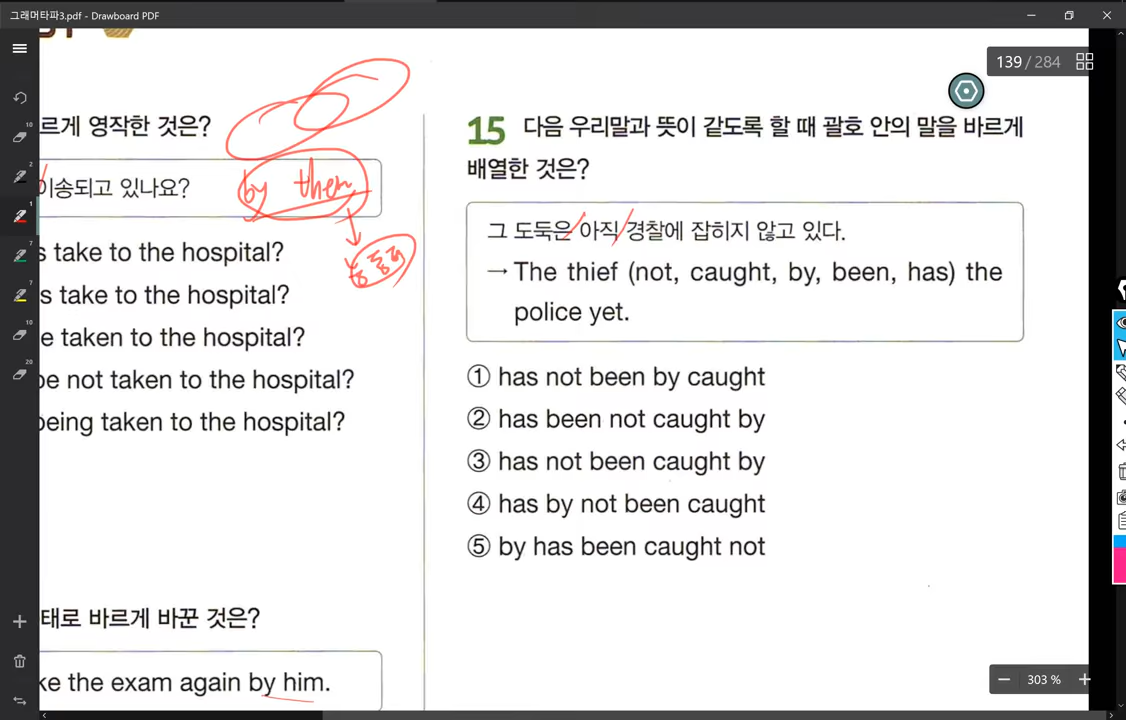 그래머타파3.pdf - Drawboard PDF
139 / 284
르게 영작한 것은?
이송되고 있나요?
by then
s take to the hospital?
s take to the hospital?
e taken to the hospital?
be not taken to the hospital?
being taken to the hospital?
태로 바르게 바꾼 것은?
ke the exam again by him.
15 다음 우리말과 뜻이 같도록 할 때 괄호 안의 말을 바르게
배열한 것은?
그 도둑은 아직 경찰에 잡히지 않고 있다.
→ The thief (not, caught, by, been, has) the
police yet.
① has not been by caught
② has been not caught by
③ has not been caught by
④ has by not been caught
⑤ by has been caught not
303 %